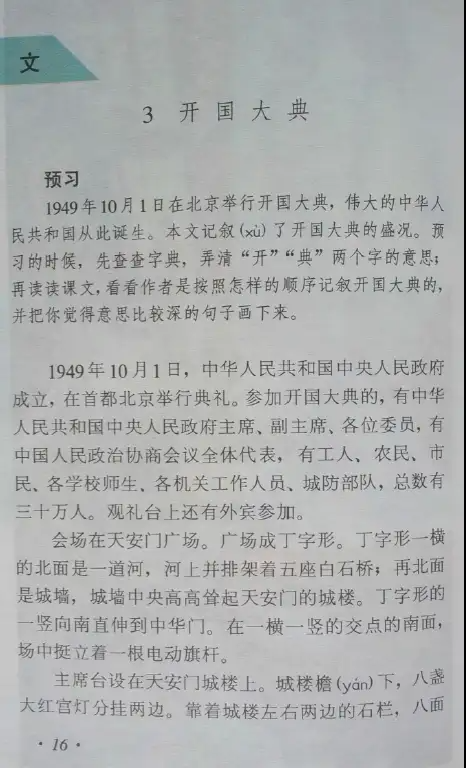 文
3 开国大典
预习
1949年10月1日在北京举行开国大典，伟大的中华人
民共和国从此诞生。本文记叙(xù)了开国大典的盛况。预
习的时候，先查查字典，弄清“开”“典”两个字的意思；
再读读课文，看看作者是按照怎样的顺序记叙开国大典的，
并把你觉得意思比较深的句子画下来。
1949年10月1日，中华人民共和国中央人民政府
成立，在首都北京举行典礼。参加开国大典的，有中华
人民共和国中央人民政府主席、副主席、各位委员，有
中国人民政治协商会议全体代表，有工人、农民、市
民、各学校师生、各机关工作人员、城防部队，总数有
三十万人。观礼台上还有外宾参加。
会场在天安门广场。广场成丁字形。丁字形一横
的北面是一道河，河上并排架着五座白石桥；再北面
是城墙，城墙中央高高耸起天安门的城楼。丁字形的
一竖向南直伸到中华门。在一横一竖的交点的南面，
场中挺立着一根电动旗杆。
主席台设在天安门城楼上。城楼檐(yán)下，八盏
大红宫灯分挂两边。靠着城楼左右两边的石栏，八面
·16·